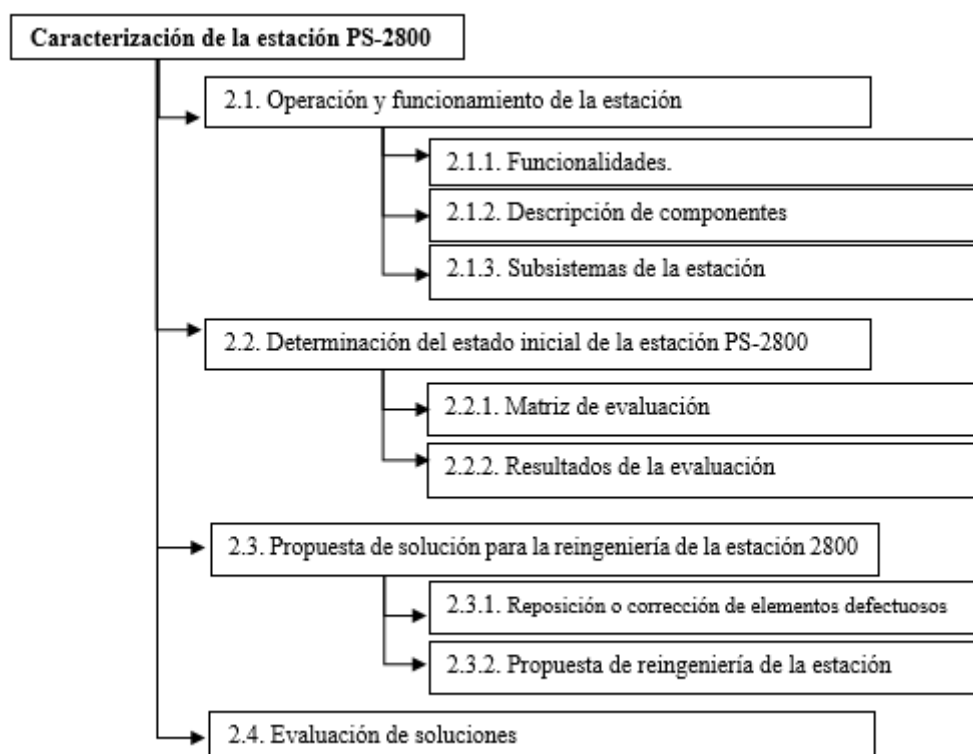 Caracterización de la estación PS-2800
2.1. Operación y funcionamiento de la estación
2.1.1. Funcionalidades.
2.1.2. Descripción de componentes
2.1.3. Subsistemas de la estación
2.2. Determinación del estado inicial de la estación PS-2800
2.2.1. Matriz de evaluación
2.2.2. Resultados de la evaluación
2.3. Propuesta de solución para la reingeniería de la estación 2800
2.3.1. Reposición o corrección de elementos defectuosos
2.3.2. Propuesta de reingeniería de la estación
2.4. Evaluación de soluciones